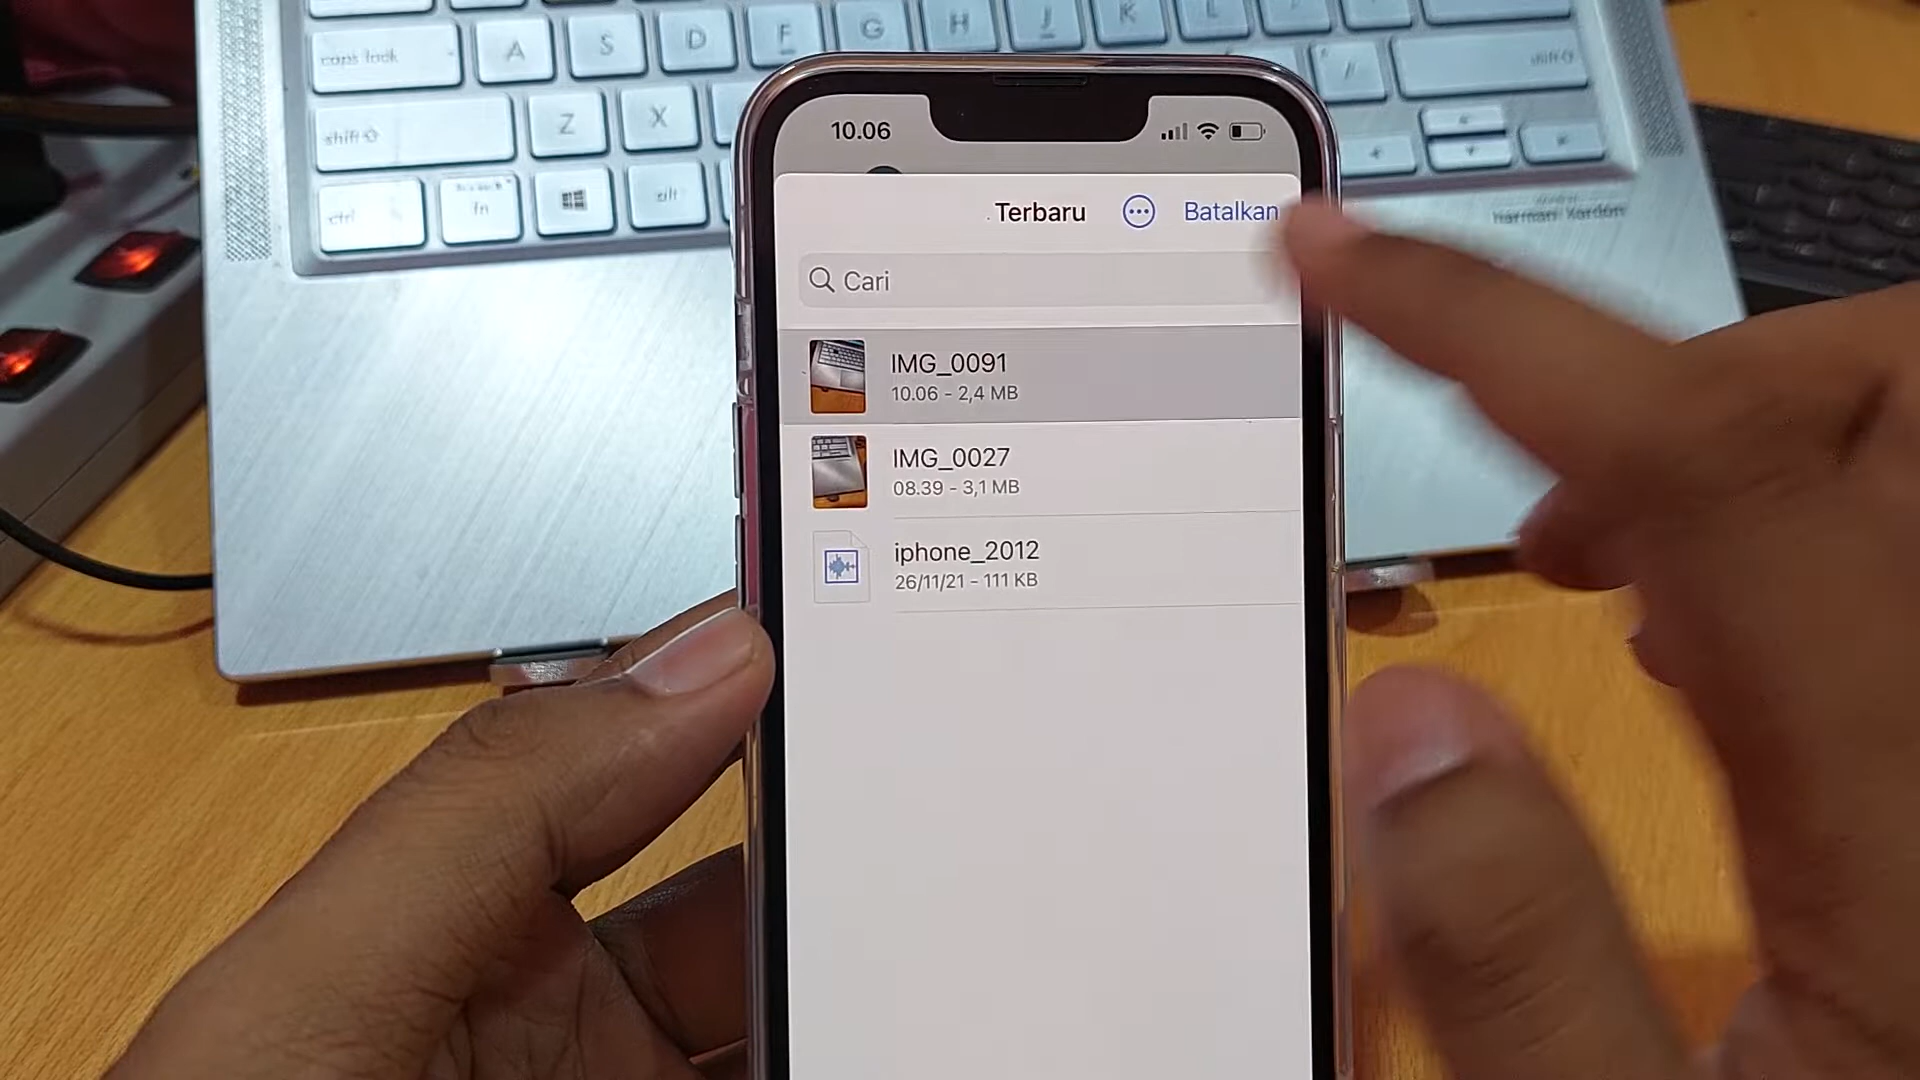 caps lock
A
S
D
F
G
H
J
K
L
shift
Z
X
shift
ctrl
fn
alt
harman kardon
10.06
Terbaru
Batalkan
Cari
IMG_0091
10.06 - 2,4 MB
IMG_0027
08.39 - 3,1 MB
iphone_2012
26/11/21 - 111 KB